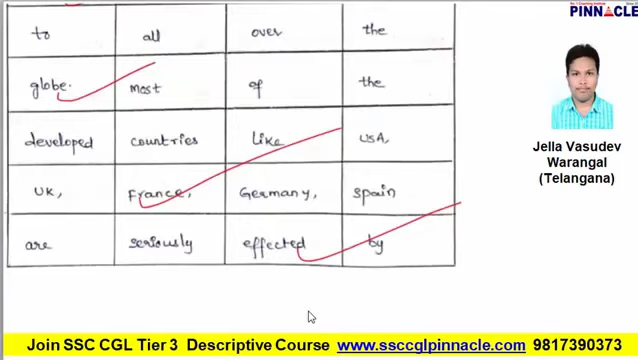 PINNACLE
to all over the
globe. most of the
developed countries like USA,
UK, France, Germany, Spain
are seriously effected by
Jella Vasudev
Warangal
(Telangana)
Join SSC CGL Tier 3 Descriptive Course www.ssccglpinnacle.com 9817390373